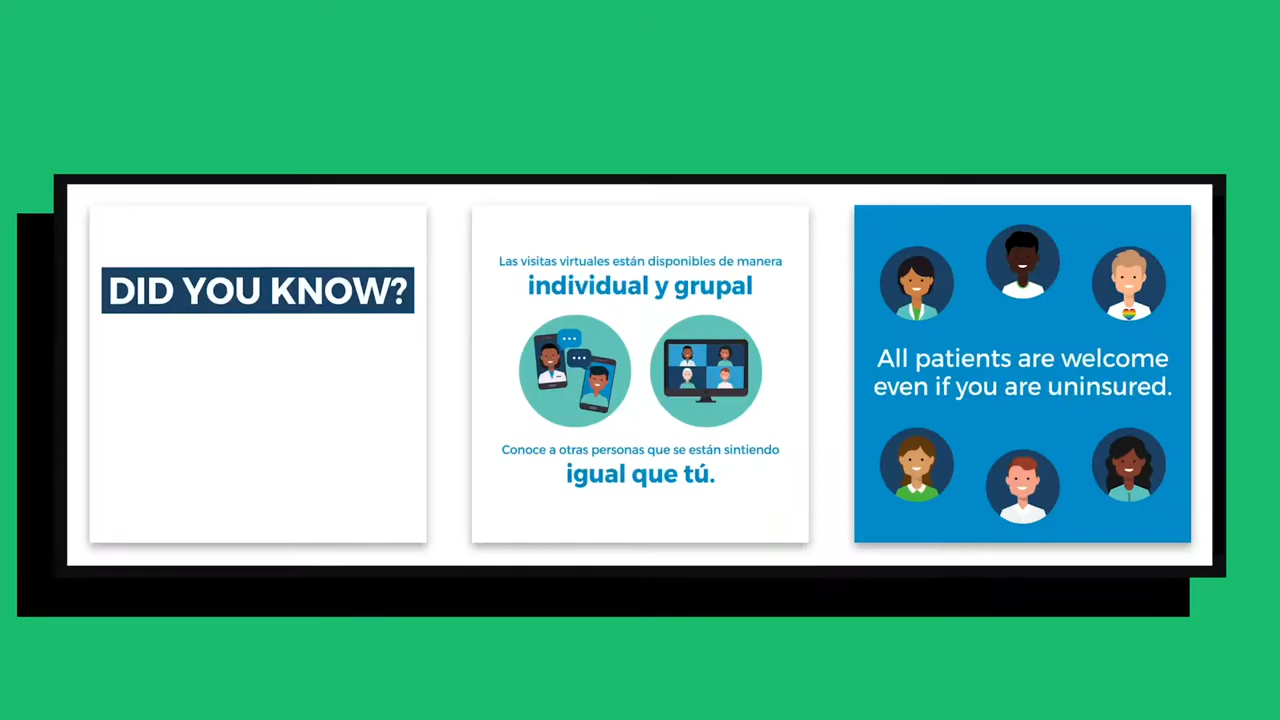 DID YOU KNOW?
Las visitas virtuales están disponibles de manera
individual y grupal
Conoce a otras personas que se están sintiendo
igual que tú.
All patients are welcome
even if you are uninsured.